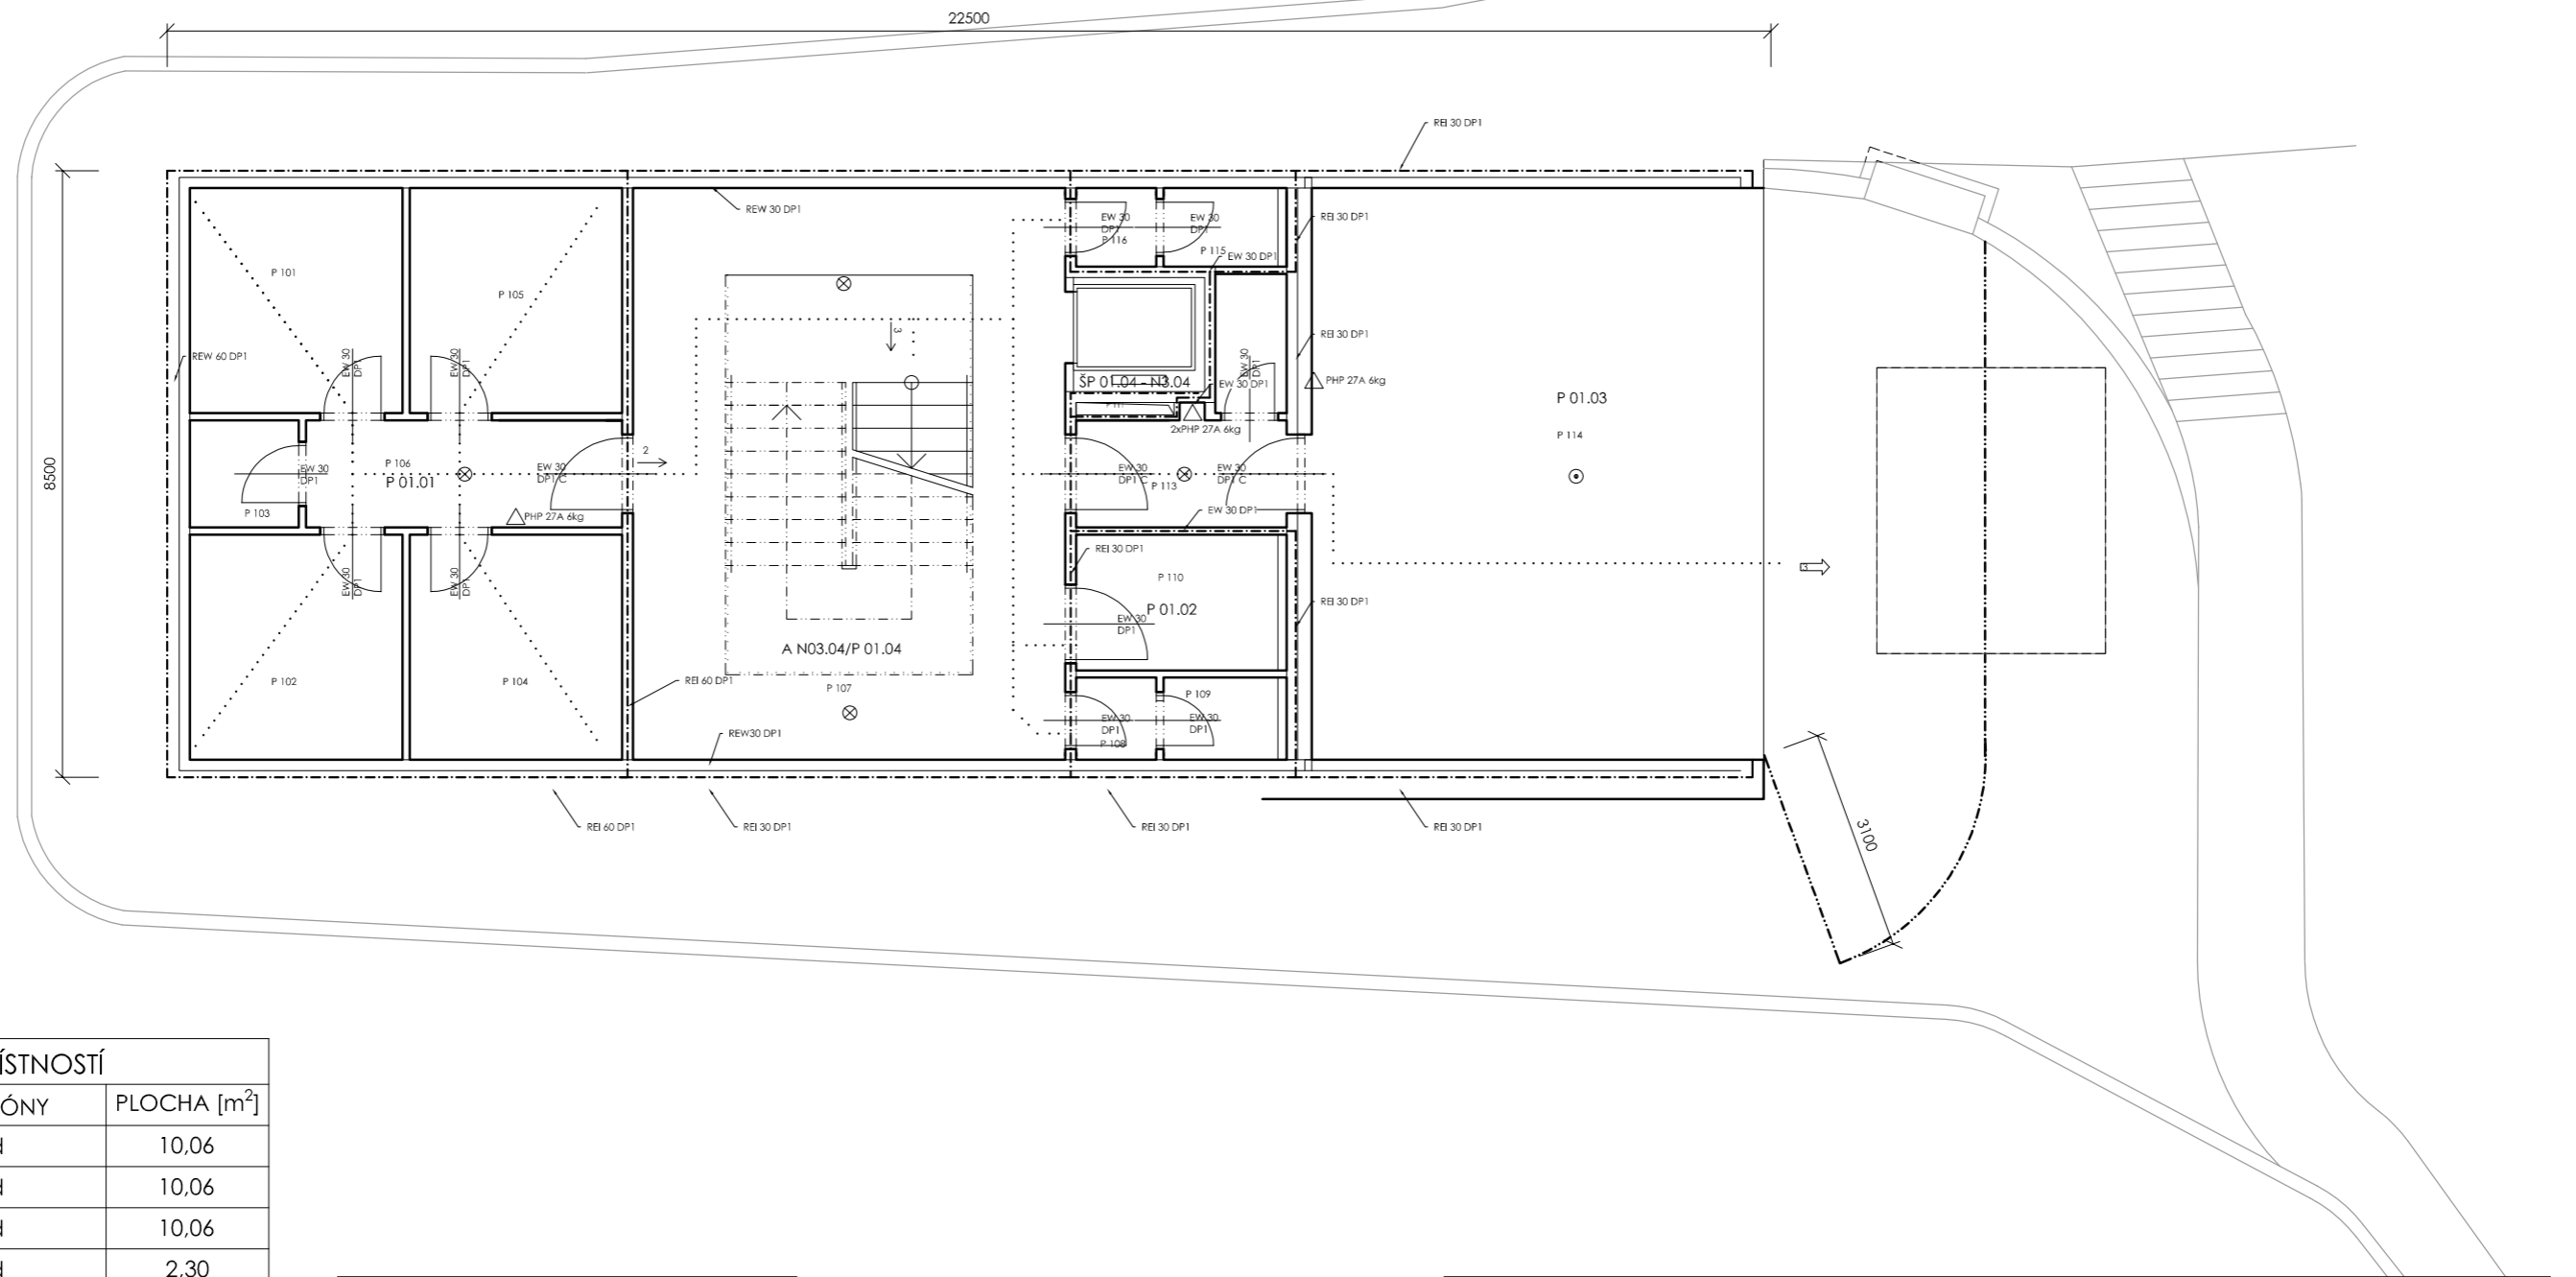 22500
8500
REI 30 DP1
REW 30 DP1
EW 30
DP1
P 116
EW 30
DP1
P 115
EW 30 DP1
REI 30 DP1
P 101
P 105
3
REI 30 DP1
REW 60 DP1
EW 30
DP1
EW 30
DP1
EW 30
DP1
ŠP 01.04 - N3.04
EW 30 DP1
PHP 27A 6kg
P 01.03
2xPHP 27A 6kg
P 114
P 106
P 01.01
EW 30
DP1
EW 30
DP1 C
2
EW 30
DP1 C
P 113
EW 30
DP1 C
P 103
PHP 27A 6kg
EW 30 DP1
REI 30 DP1
EW 30
DP1
EW 30
DP1
P 110
P 01.02
EW 30
DP1
REI 30 DP1
3
A N03.04/P 01.04
P 102
P 104
REI 60 DP1
P 107
P 109
EW 30
DP1
P 108
EW 30
DP1
REW30 DP1
REI 60 DP1
REI 30 DP1
REI 30 DP1
REI 30 DP1
3100
ÍSTNOSTÍ
ÓNY
PLOCHA [m²]
10,06
10,06
10,06
2,30